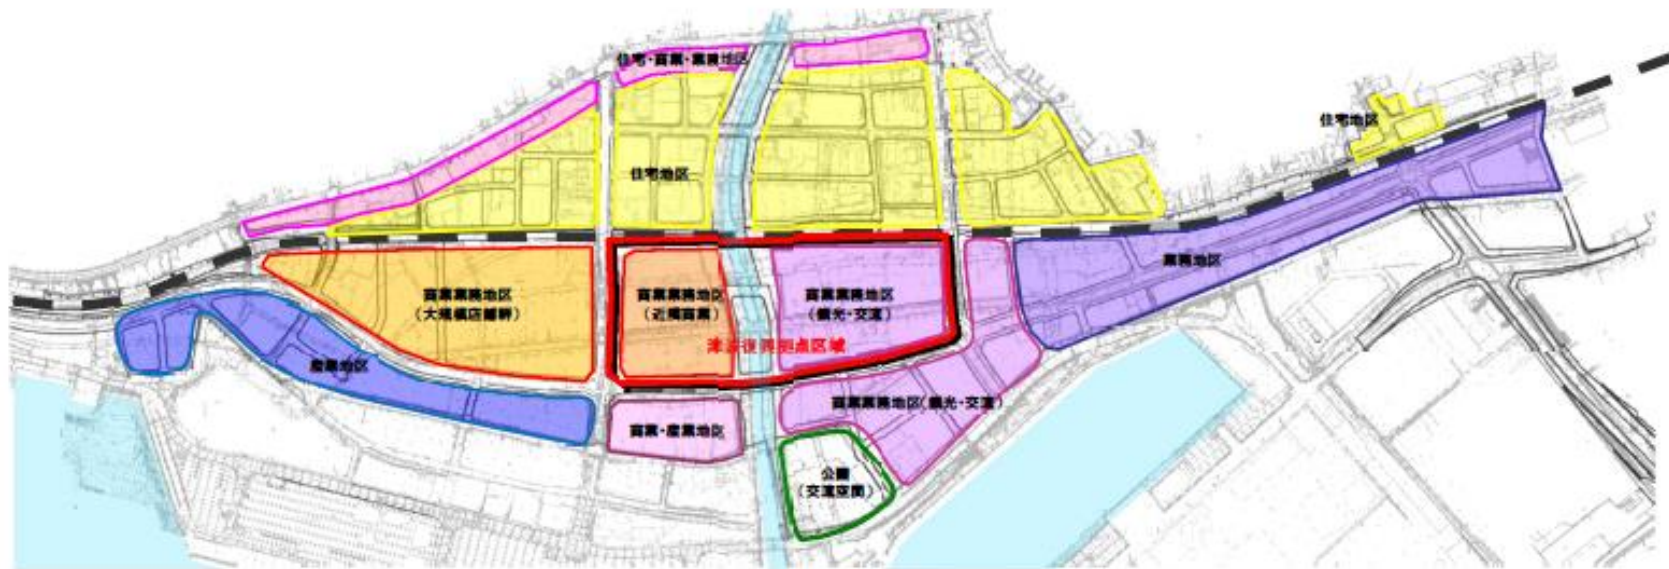 住宅・商業・業務地区
住宅地区
住宅地区
商業業務地区
（大規模店舗群）
商業業務地区
（近隣商業）
商業業務地区
（観光・交流）
業務地区
津波復興拠点区域
産業地区
商業業務地区（観光・交流）
商業・産業地区
公園
（交流空間）